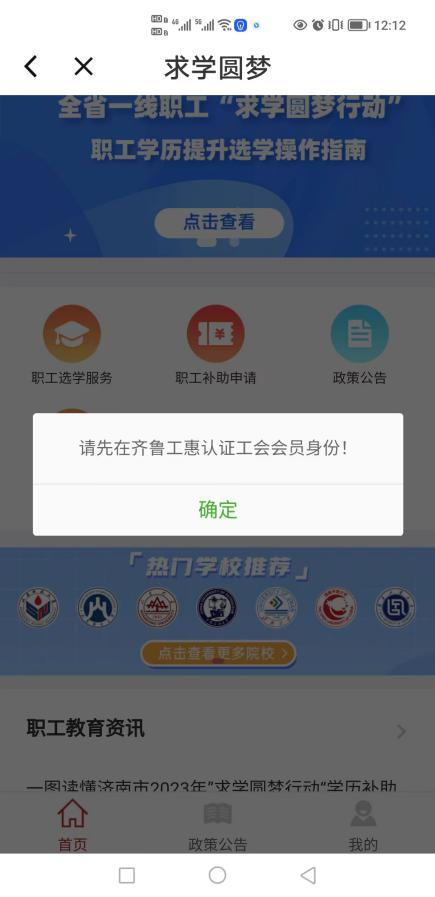 12:12
求学圆梦
全省一线职工“求学圆梦行动”
职工学历提升选学操作指南
点击查看
职工选学服务 职工补助申请 政策公告
请先在齐鲁工惠认证工会会员身份！
确定
「热门学校推荐」
点击查看更多院校 >
职工教育资讯
一图读懂济南市2023年"求学圆梦行动"学历补助
首页 政策公告 我的